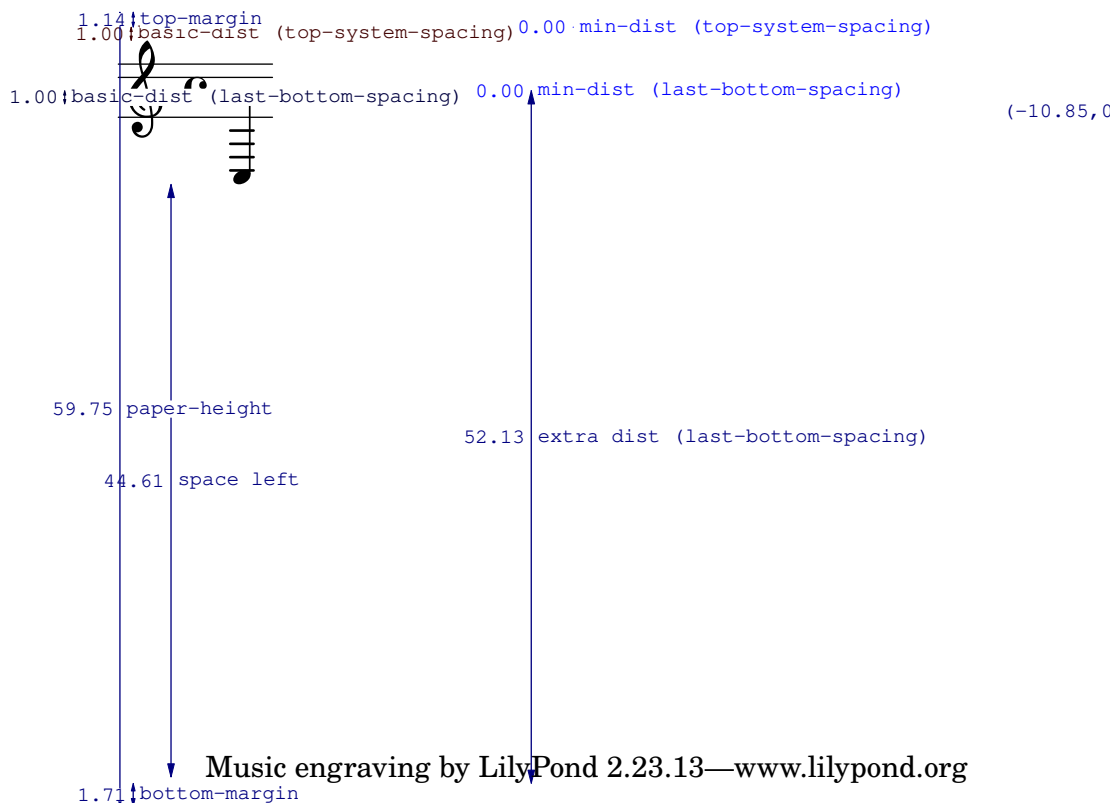 1.14 top-margin
0.00 min-dist (top-system-spacing)
1.00 basic-dist (top-system-spacing)
0.00 min-dist (last-bottom-spacing)
1.00 basic-dist (last-bottom-spacing)
(-10.85,0
59.75 paper-height
52.13 extra dist (last-bottom-spacing)
44.61 space left
Music engraving by LilyPond 2.23.13—www.lilypond.org
1.71 bottom-margin